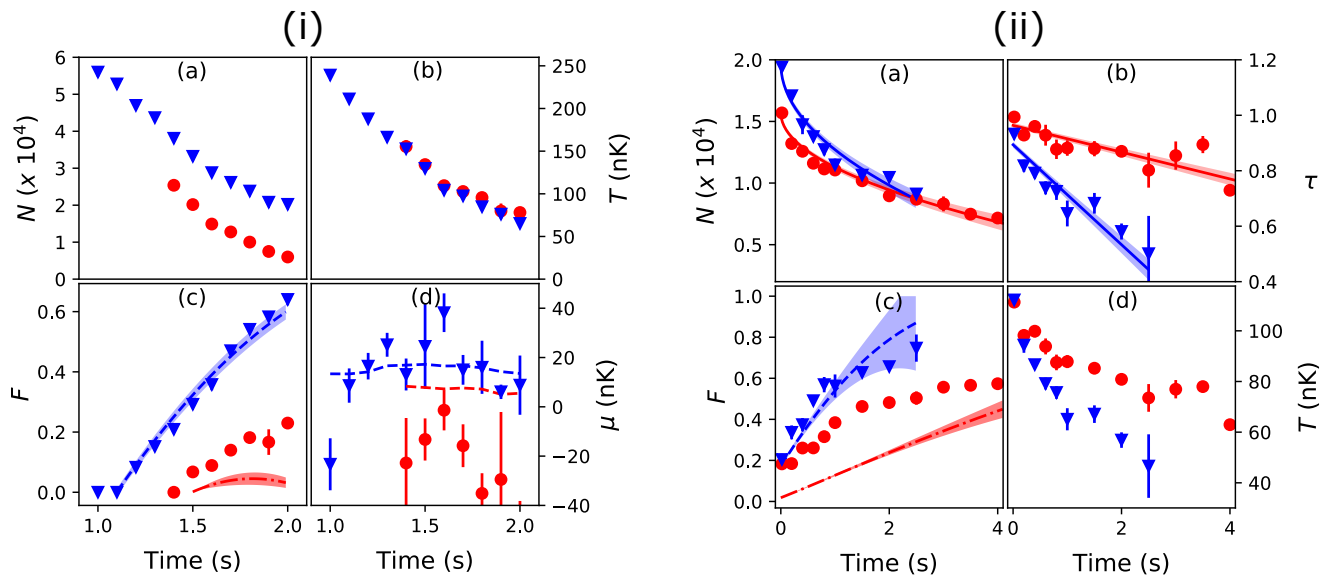 (i)
(ii)
(a)
(b)
(c)
(d)
N (x 10⁴)
0
1
2
3
4
5
6
T (nK)
0
50
100
150
200
250
F
0.0
0.2
0.4
μ (nK)
−40
−20
0
20
40
1.0
1.5
2.0
1.0
1.5
2.0
Time (s)
Time (s)
(a)
(b)
(c)
(d)
N (x 10⁴)
0.5
1.0
1.5
2.0
τ
0.4
0.6
0.8
1.0
1.2
F
0.0
0.2
0.4
0.6
0.8
1.0
T (nK)
60
80
100
0
2
4
0
2
4
Time (s)
Time (s)